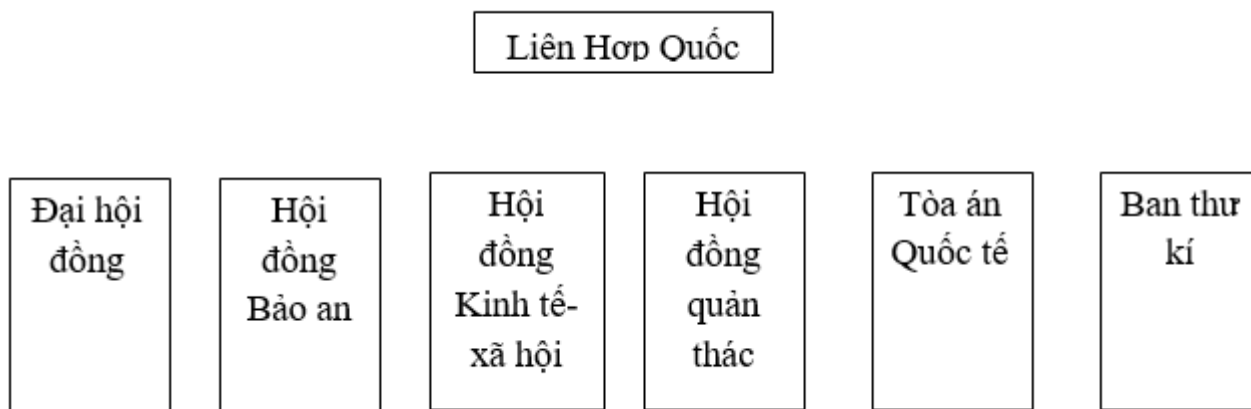 Liên Hợp Quốc
Đại hội
đồng
Hội
đồng
Bảo an
Hội
đồng
Kinh tế-
xã hội
Hội
đồng
quản
thác
Tòa án
Quốc tế
Ban thư
kí